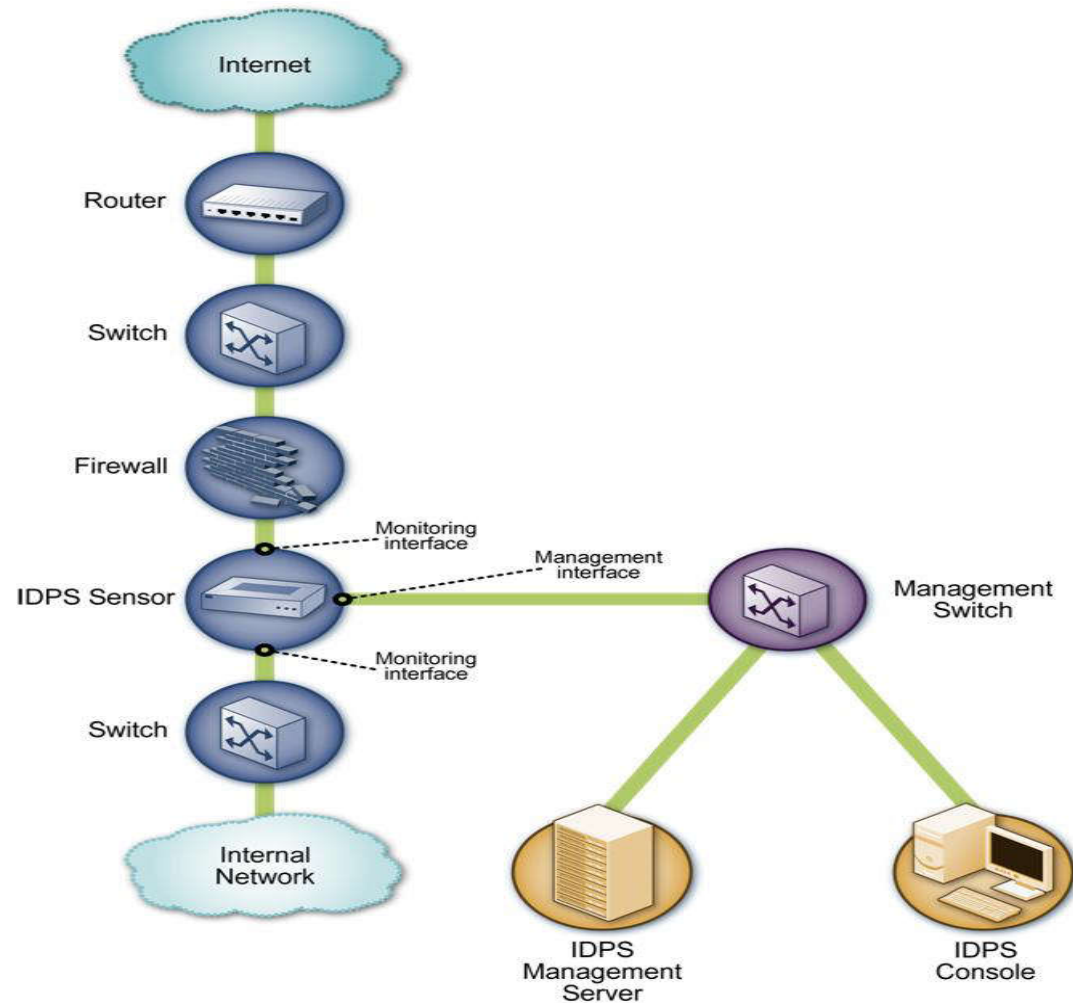 Internet
Router
Switch
Firewall
Monitoring
interface
Management
interface
IDPS Sensor
Management
Switch
Monitoring
interface
Switch
Internal
Network
IDPS
Management
Server
IDPS
Console